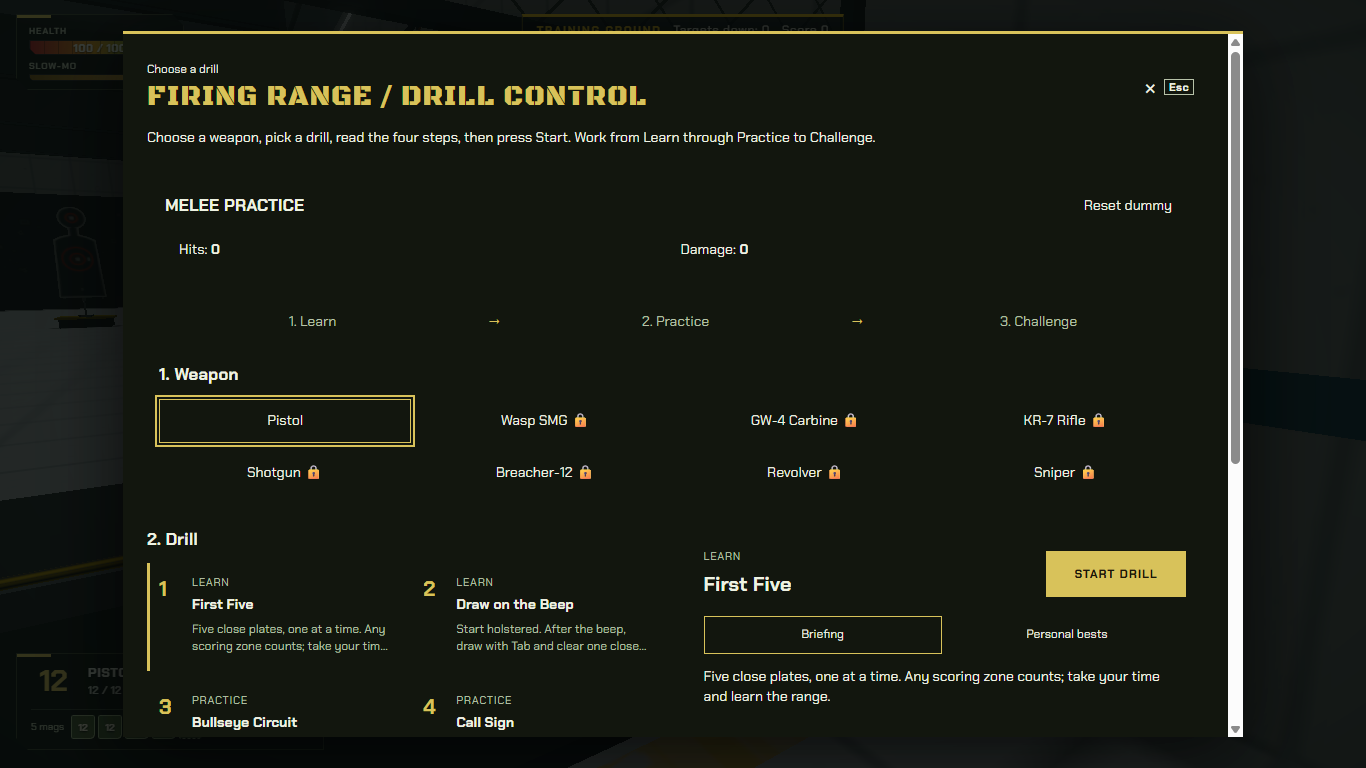 HEALTH
100 / 100
SLOW-MO
TRAINING GROUND Targets down: 0 Score 0
Choose a drill
FIRING RANGE / DRILL CONTROL
× Esc
Choose a weapon, pick a drill, read the four steps, then press Start. Work from Learn through Practice to Challenge.
MELEE PRACTICE
Reset dummy
Hits: 0
Damage: 0
1. Learn → 2. Practice → 3. Challenge
1. Weapon
Pistol
Wasp SMG
GW-4 Carbine
KR-7 Rifle
Shotgun
Breacher-12
Revolver
Sniper
2. Drill
1
LEARN
First Five
Five close plates, one at a time. Any
scoring zone counts; take your tim...
2
LEARN
Draw on the Beep
Start holstered. After the beep,
draw with Tab and clear one close...
3
PRACTICE
Bullseye Circuit
4
PRACTICE
Call Sign
LEARN
First Five
START DRILL
Briefing
Personal bests
Five close plates, one at a time. Any scoring zone counts; take your time
and learn the range.
12
12 / 12
5 mags 12 12